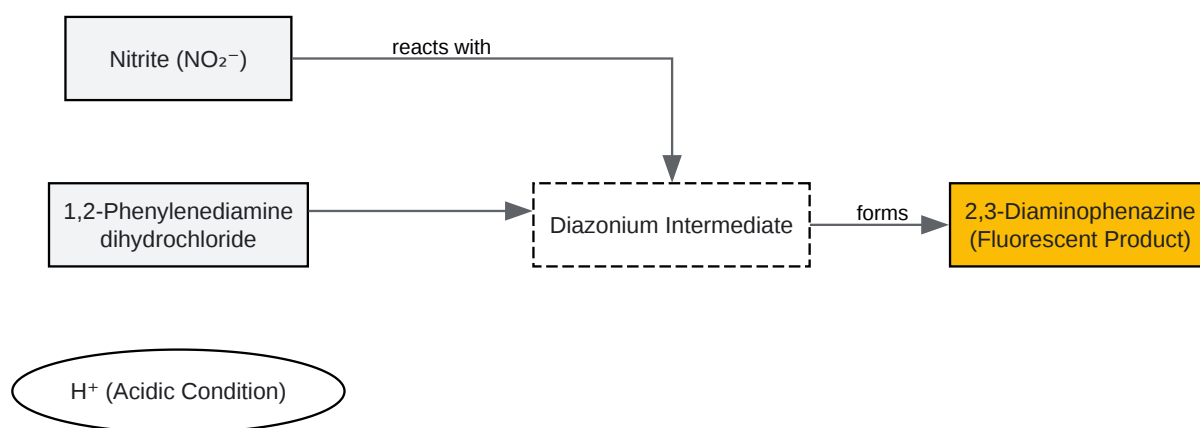 Nitrite (NO₂⁻)
reacts with
1,2-Phenylenediamine
dihydrochloride
Diazonium Intermediate
forms
2,3-Diaminophenazine
(Fluorescent Product)
H⁺ (Acidic Condition)